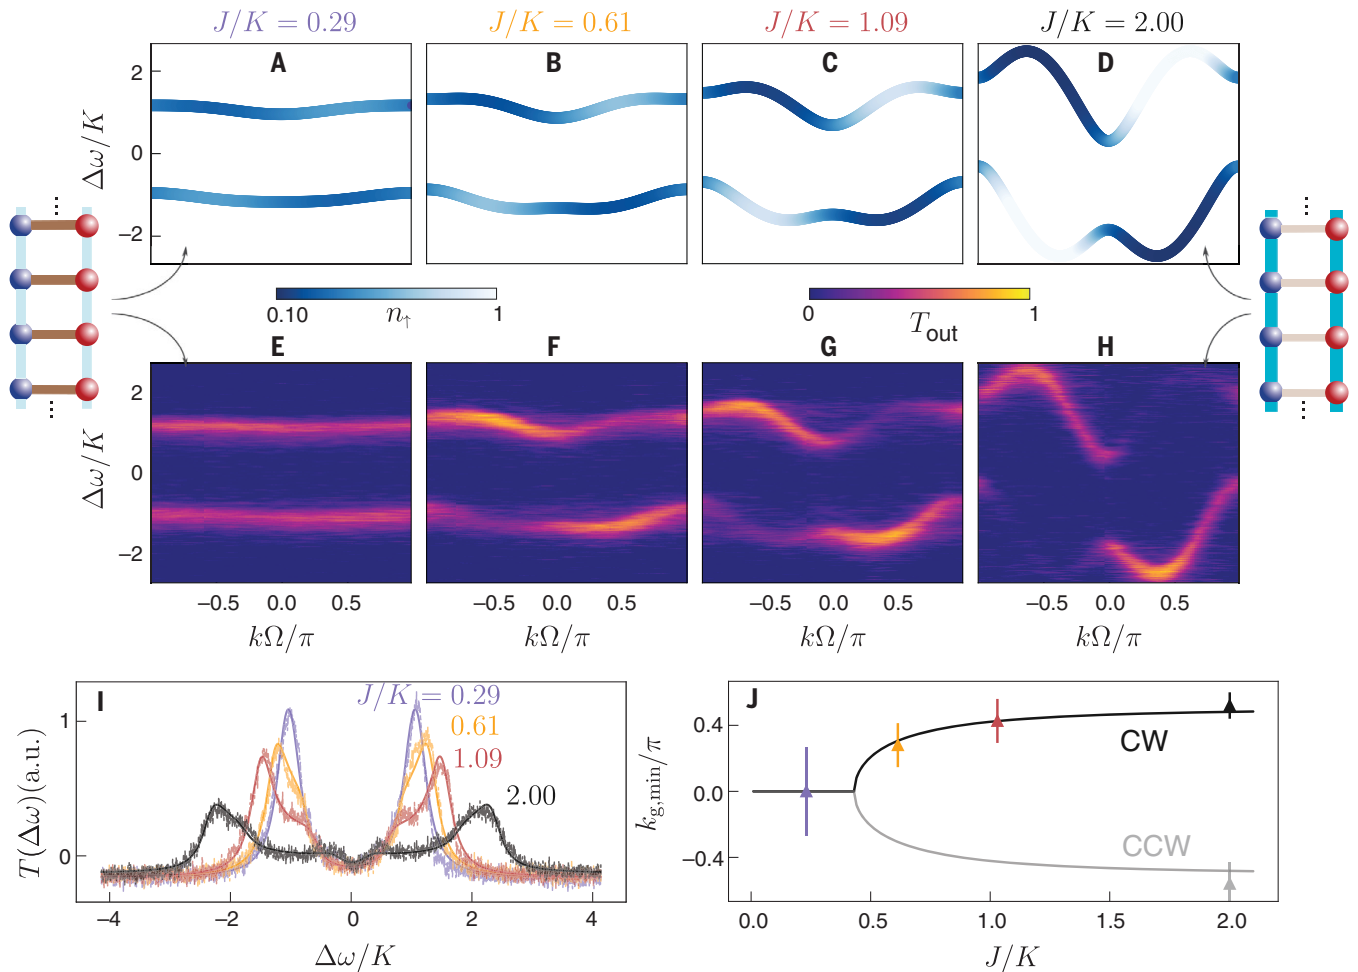 J/K = 0.29
J/K = 0.61
J/K = 1.09
J/K = 2.00
A
B
C
D
2
0
−2
Δω/K
0.10
n↑
1
0
T_out
1
E
F
G
H
2
0
−2
Δω/K
−0.5
0.0
0.5
−0.5
0.0
0.5
−0.5
0.0
0.5
−0.5
0.0
0.5
kΩ/π
kΩ/π
kΩ/π
kΩ/π
I
J/K = 0.29
0.61
1.09
2.00
1
0
T(Δω)(a.u.)
−4
−2
0
2
4
Δω/K
J
CW
CCW
0.4
0.0
−0.4
k_g,min/π
0.0
0.5
1.0
1.5
2.0
J/K